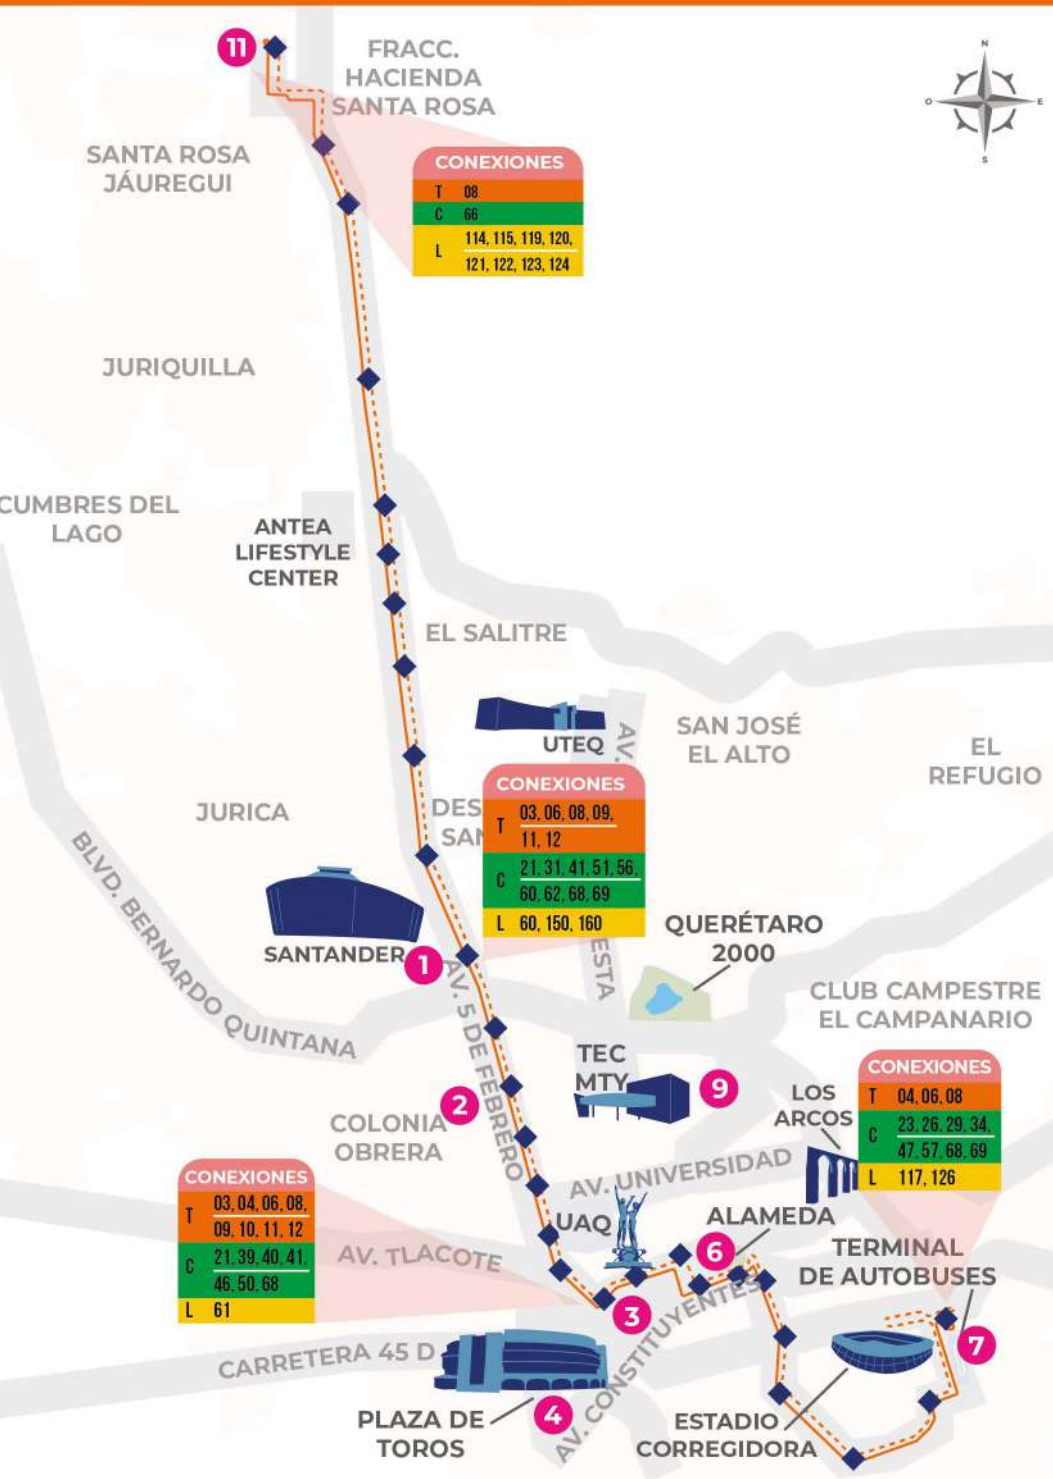 11
FRACC.
HACIENDA
SANTA ROSA
N
O
E
S
SANTA ROSA
JÁUREGUI
CONEXIONES
T 08
C 66
L 114, 115, 119, 120,
121, 122, 123, 124
JURIQUILLA
CUMBRES DEL
LAGO
ANTEA
LIFESTYLE
CENTER
EL SALITRE
UTEQ
AV.
SAN JOSÉ
EL ALTO
EL
REFUGIO
JURICA
CONEXIONES
T 03, 06, 08, 09,
11, 12
C 21, 31, 41, 51, 56,
60, 62, 68, 69
L 60, 150, 160
DES
SAN
BLVD. BERNARDO QUINTANA
SANTANDER
1
AV. 5 DE FEBRERO
ESTA
QUERÉTARO
2000
CLUB CAMPESTRE
EL CAMPANARIO
TEC
MTY
9
2
COLONIA
OBRERA
LOS
ARCOS
CONEXIONES
T 04, 06, 08
C 23, 26, 29, 34,
47, 57, 68, 69
L 117, 126
AV. UNIVERSIDAD
CONEXIONES
T 03, 04, 06, 08,
09, 10, 11, 12
C 21, 39, 40, 41,
46, 50, 68
L 61
AV. TLACOTE
UAQ
ALAMEDA
6
TERMINAL
DE AUTOBUSES
3
7
AV. CONSTITUYENTES
CARRETERA 45 D
PLAZA DE
TOROS
4
ESTADIO
CORREGIDORA